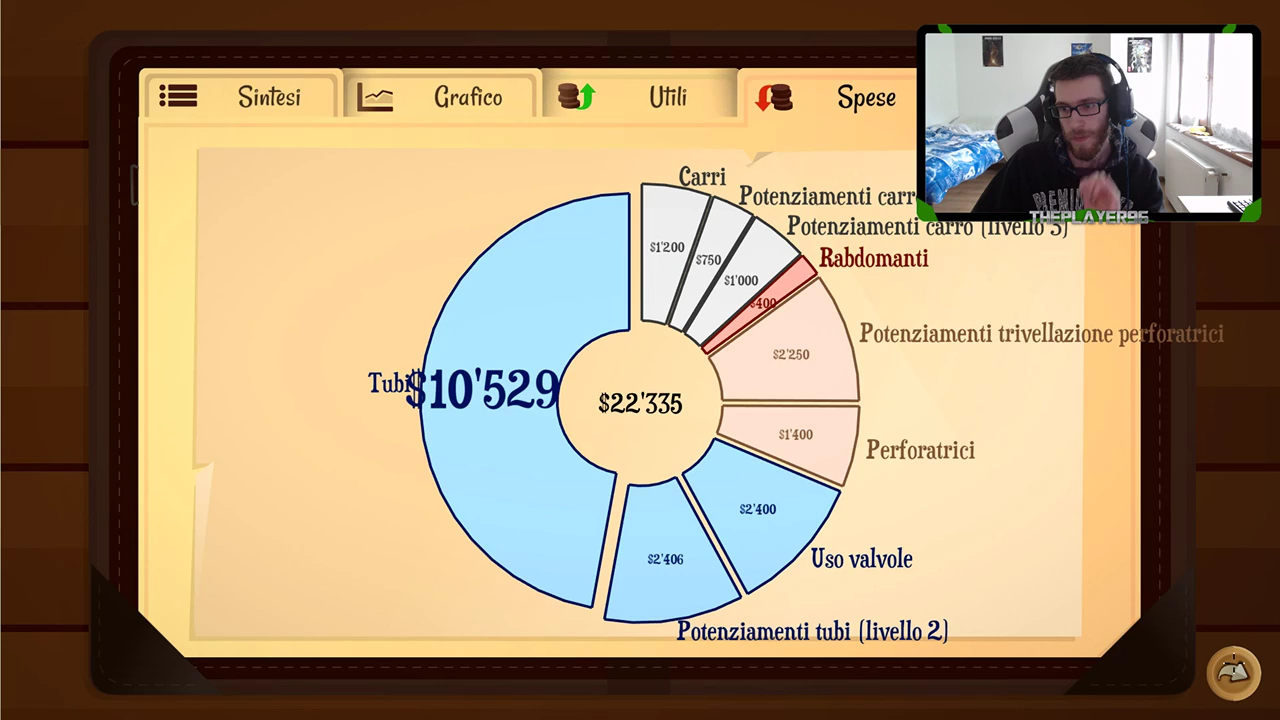 Sintesi
Grafico
Utili
Spese
THEPLAYER96
Carri
Potenziamenti carr
Potenziamenti carro (livello 3)
Rabdomanti
Potenziamenti trivellazione perforatrici
Perforatrici
Uso valvole
Potenziamenti tubi (livello 2)
Tubi
$1'200
$750
$1'000
$400
$2'250
$1'400
$2'400
$2'406
$10'529
$22'335